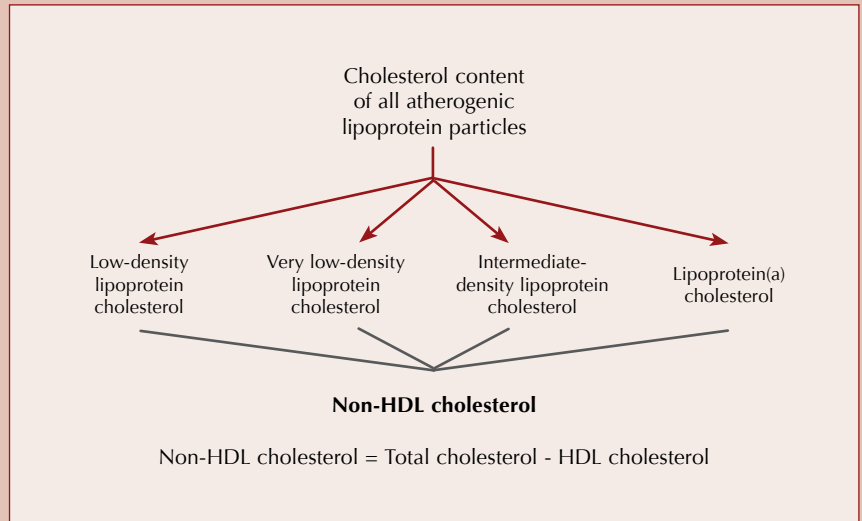 Cholesterol content
of all atherogenic
lipoprotein particles
Low-density
lipoprotein
cholesterol
Very low-density
lipoprotein
cholesterol
Intermediate-
density lipoprotein
cholesterol
Lipoprotein(a)
cholesterol
Non-HDL cholesterol
Non-HDL cholesterol = Total cholesterol - HDL cholesterol